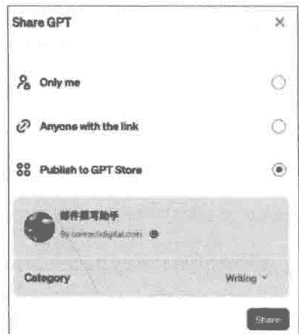 Share GPT
Only me
Anyone with the link
Publish to GPT Store
邮件撰写助手
Category
Writing
Share